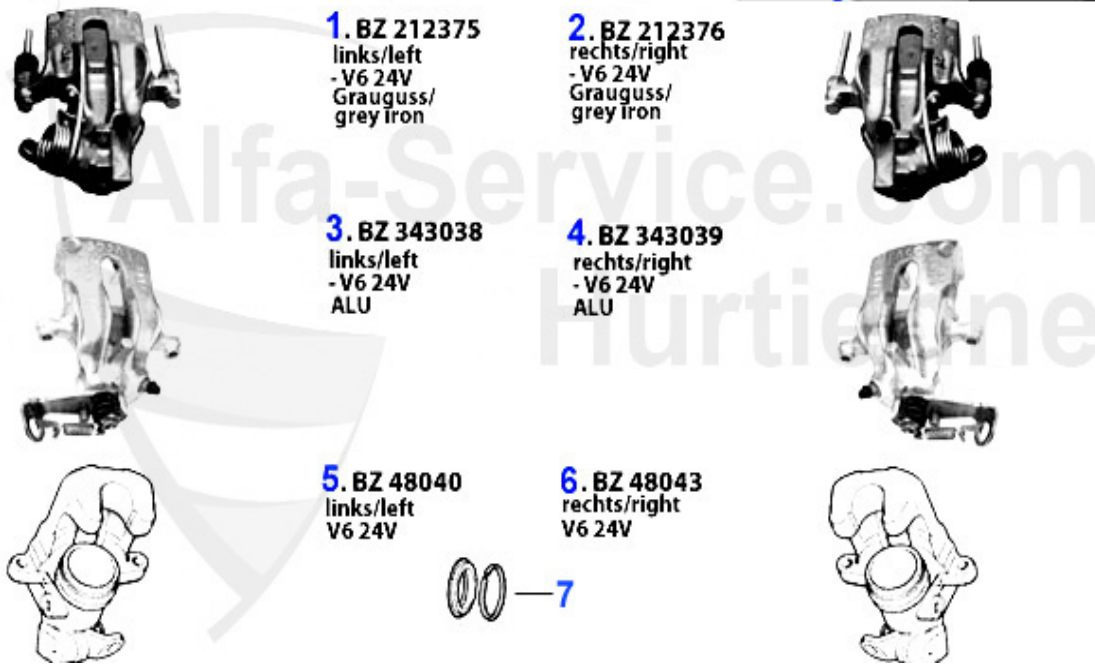 1. BZ 212375
links/left
- V6 24V
Grauguss/
grey iron
2. BZ 212376
rechts/right
- V6 24V
Grauguss/
grey iron
Alfa-Service.com
Hurtienne
3. BZ 343038
links/left
- V6 24V
ALU
4. BZ 343039
rechts/right
- V6 24V
ALU
5. BZ 48040
links/left
V6 24V
6. BZ 48043
rechts/right
V6 24V
7